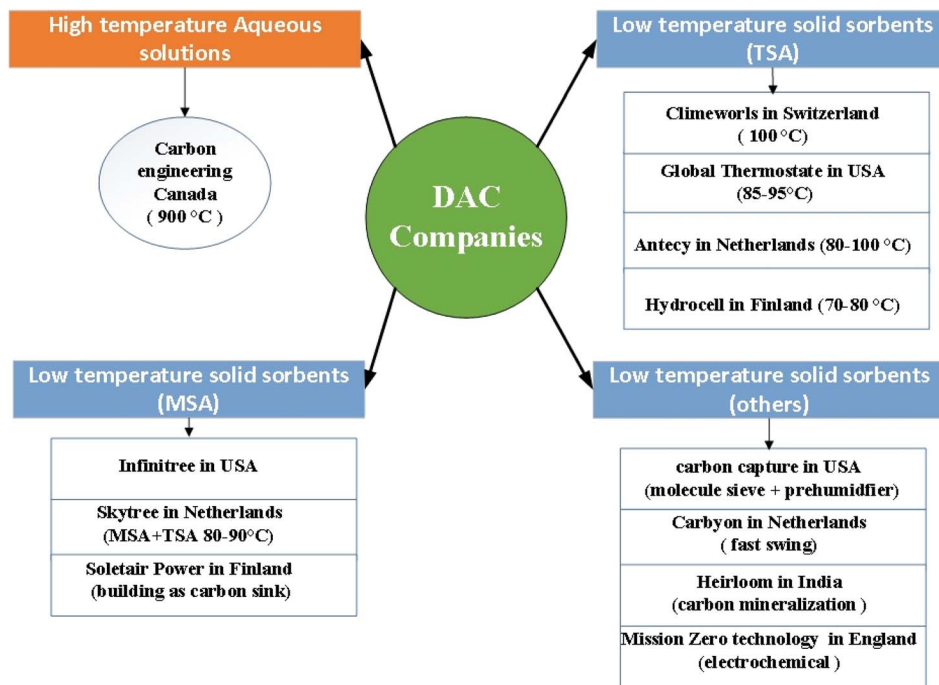 High temperature Aqueous
solutions
Carbon
engineering
Canada
( 900 °C )
DAC
Companies
Low temperature solid sorbents
(TSA)
Climeworls in Switzerland
( 100 °C)
Global Thermostate in USA
(85-95°C)
Antecy in Netherlands (80-100 °C)
Hydrocell in Finland (70-80 °C)
Low temperature solid sorbents
(MSA)
Infinitree in USA
Skytree in Netherlands
(MSA+TSA 80-90°C)
Soletair Power in Finland
(building as carbon sink)
Low temperature solid sorbents
(others)
carbon capture in USA
(molecule sieve + prehumidfier)
Carbyon in Netherlands
( fast swing)
Heirloom in India
(carbon mineralization )
Mission Zero technology in England
(electrochemical )